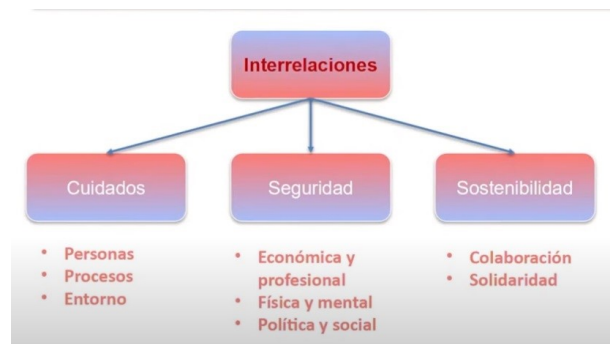 Interrelaciones
Cuidados
• Personas
• Procesos
• Entorno
Seguridad
• Económica y
profesional
• Física y mental
• Política y social
Sostenibilidad
• Colaboración
• Solidaridad